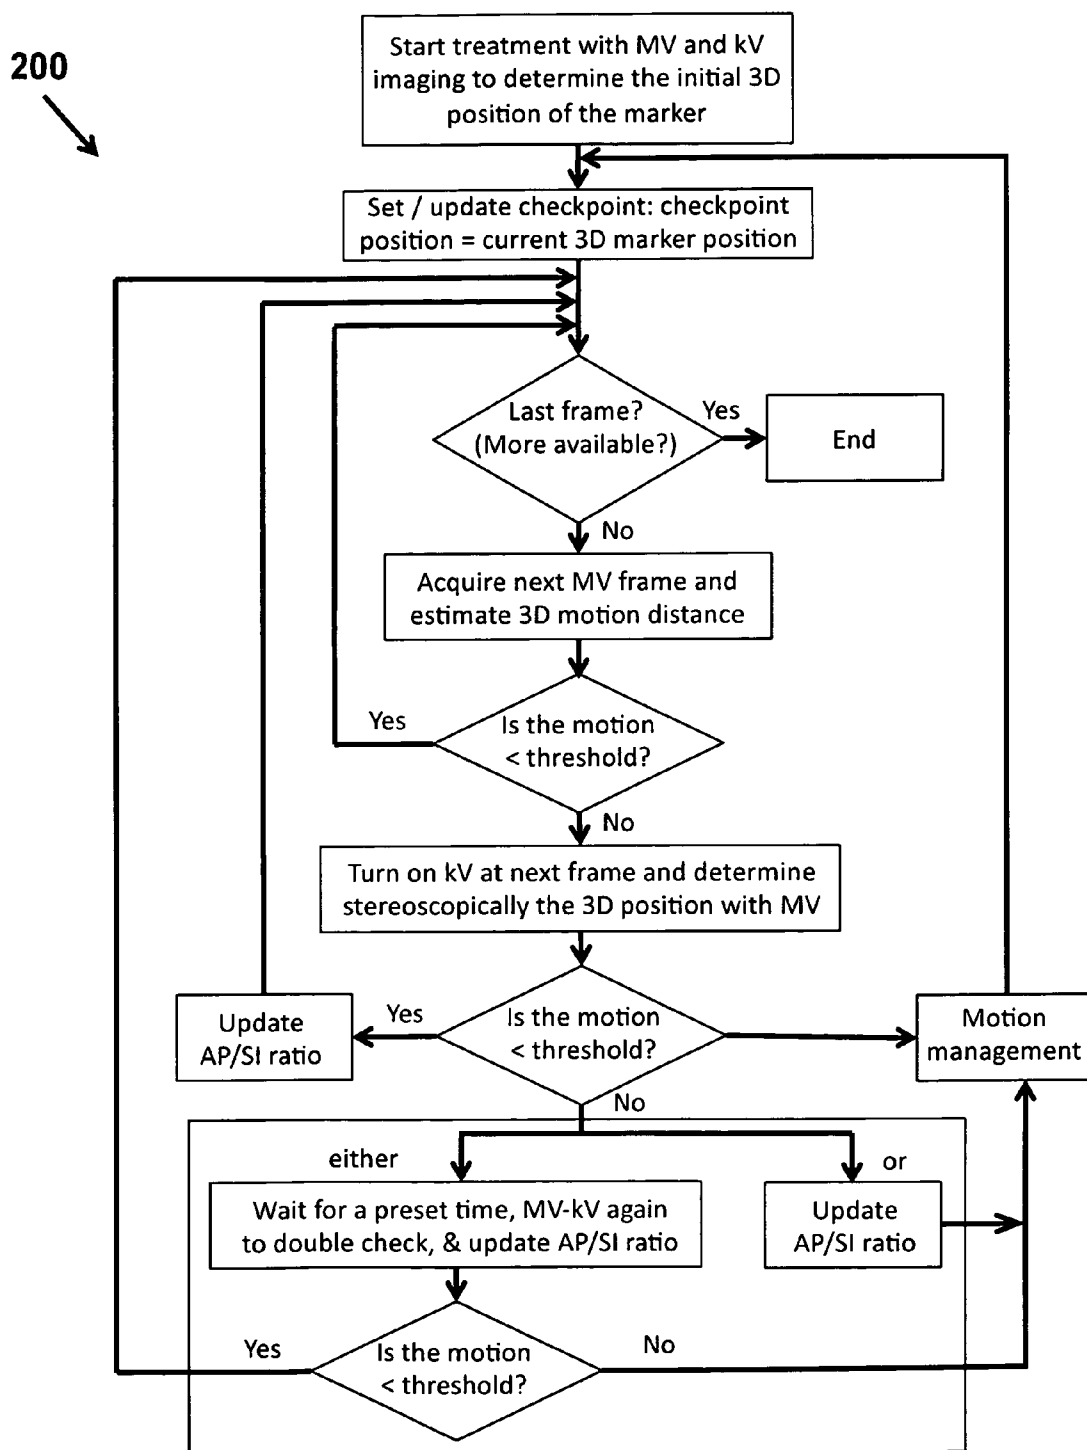 200
Start treatment with MV and kV
imaging to determine the initial 3D
position of the marker
Set / update checkpoint: checkpoint
position = current 3D marker position
Last frame?
(More available?)
Yes
End
No
Acquire next MV frame and
estimate 3D motion distance
Yes
Is the motion
< threshold?
No
Turn on kV at next frame and determine
stereoscopically the 3D position with MV
Update
AP/SI ratio
Yes
Is the motion
< threshold?
Motion
management
No
either
or
Wait for a preset time, MV-kV again
to double check, & update AP/SI ratio
Update
AP/SI ratio
Yes
Is the motion
< threshold?
No